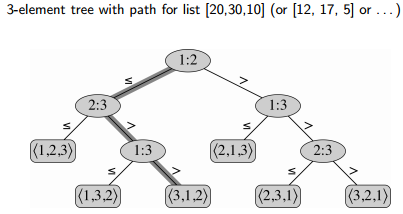 3-element tree with path for list [20,30,10] (or [12, 17, 5] or . . . )
1:2
≤ >
2:3 1:3
≤ > ≤ >
⟨1,2,3⟩ 1:3 ⟨2,1,3⟩ 2:3
≤ > ≤ >
⟨1,3,2⟩ ⟨3,1,2⟩ ⟨2,3,1⟩ ⟨3,2,1⟩